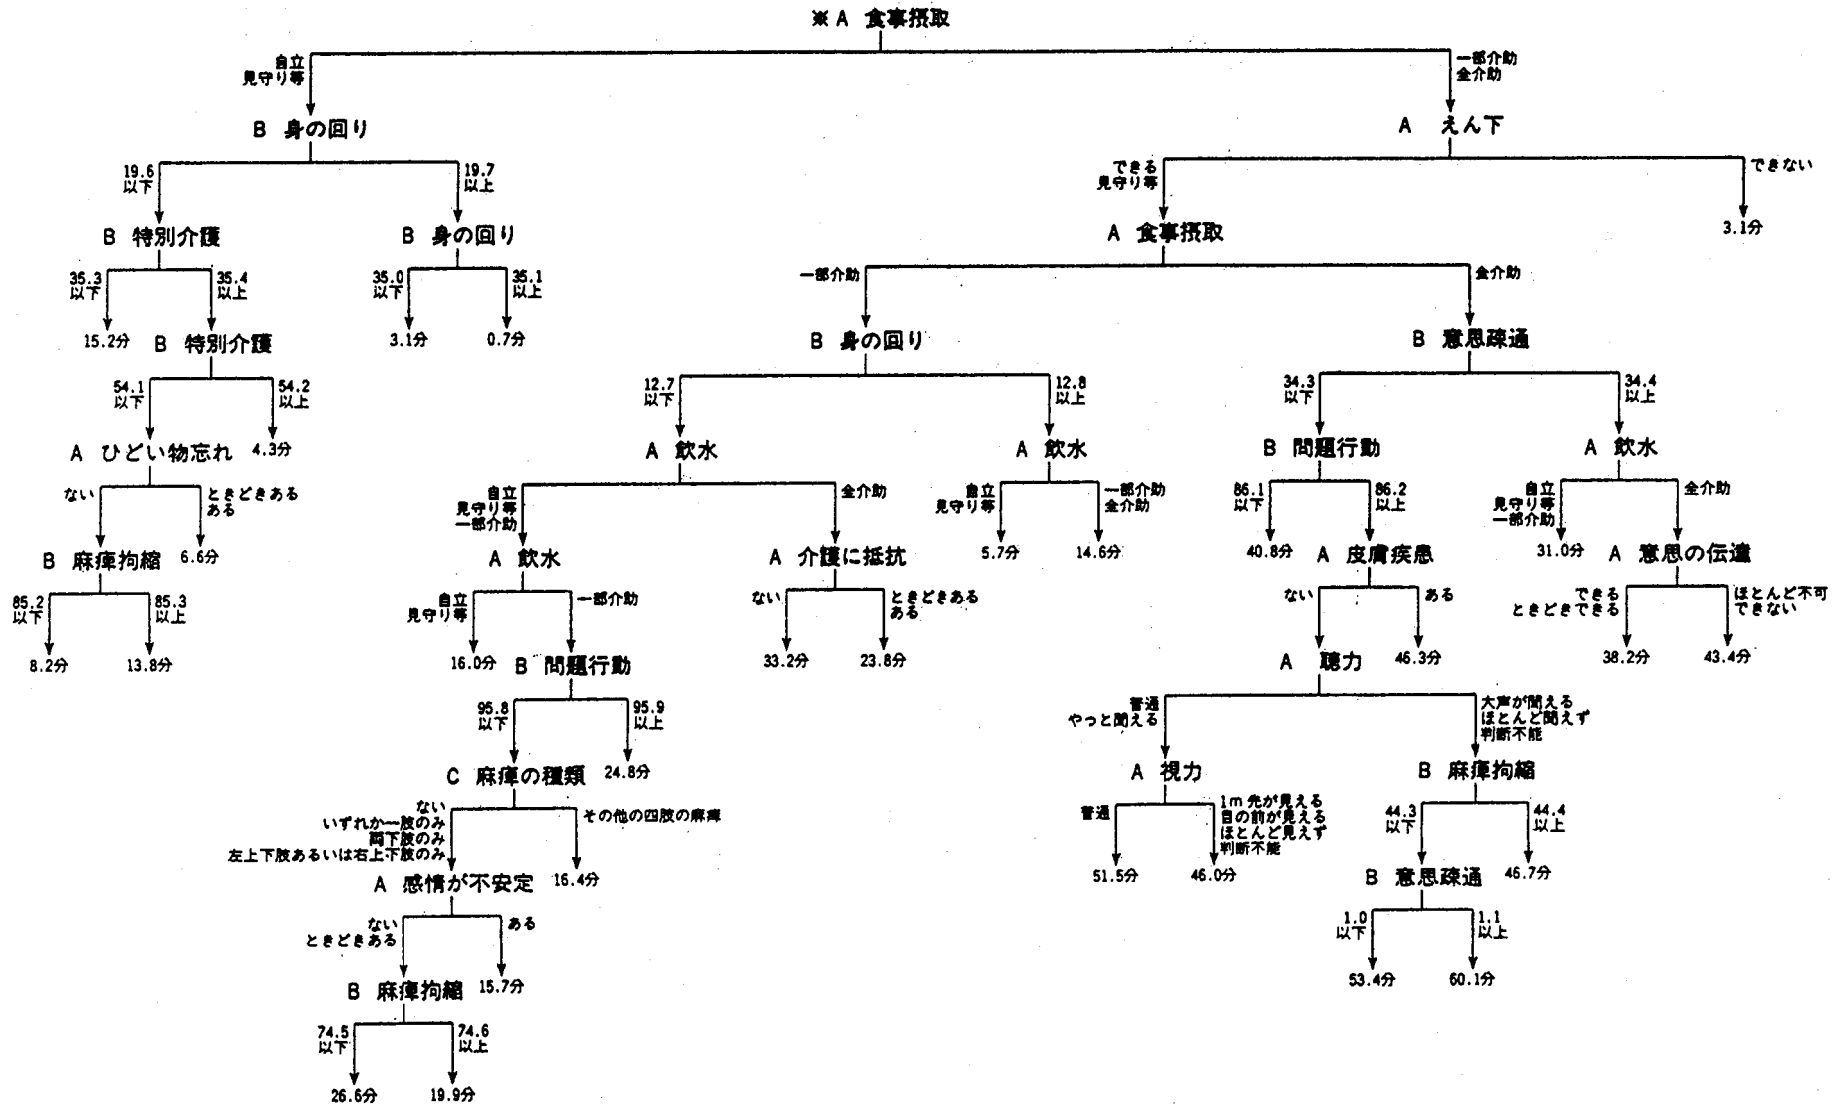 ※A 食事摂取
自立
見守り等
一部介助
全介助
B 身の回り
A えん下
19.6
以下
19.7
以上
できる
見守り等
できない
B 特別介護
B 身の回り
A 食事摂取
3.1分
35.3
以下
35.4
以上
35.0
以下
35.1
以上
一部介助
全介助
15.2分
B 特別介護
3.1分
0.7分
B 身の回り
B 意思疎通
54.1
以下
54.2
以上
12.7
以下
12.8
以上
34.3
以下
34.4
以上
A ひどい物忘れ
4.3分
A 飲水
A 飲水
B 問題行動
A 飲水
ない
ときどきある
ある
自立
見守り等
一部介助
全介助
自立
見守り等
一部介助
全介助
86.1
以下
86.2
以上
自立
見守り等
一部介助
全介助
B 麻痺拘縮
6.6分
A 飲水
A 介護に抵抗
5.7分
14.6分
40.8分
A 皮膚疾患
31.0分
A 意思の伝達
85.2
以下
85.3
以上
自立
見守り等
一部介助
ない
ときどきある
ある
ない
ある
できる
ときどきできる
ほとんど不可
できない
8.2分
13.8分
16.0分
B 問題行動
33.2分
23.8分
A 聴力
46.3分
38.2分
43.4分
95.8
以下
95.9
以上
普通
やっと聞える
大声が聞える
ほとんど聞えず
判断不能
C 麻痺の種類
24.8分
A 視力
B 麻痺拘縮
ない
いずれか一肢のみ
両下肢のみ
左上下肢あるいは右上下肢のみ
その他の四肢の麻痺
普通
1m先が見える
目の前が見える
ほとんど見えず
判断不能
44.3
以下
44.4
以上
A 感情が不安定
16.4分
51.5分
46.0分
B 意思疎通
46.7分
ない
ときどきある
ある
1.0
以下
1.1
以上
B 麻痺拘縮
15.7分
53.4分
60.1分
74.5
以下
74.6
以上
26.6分
19.9分